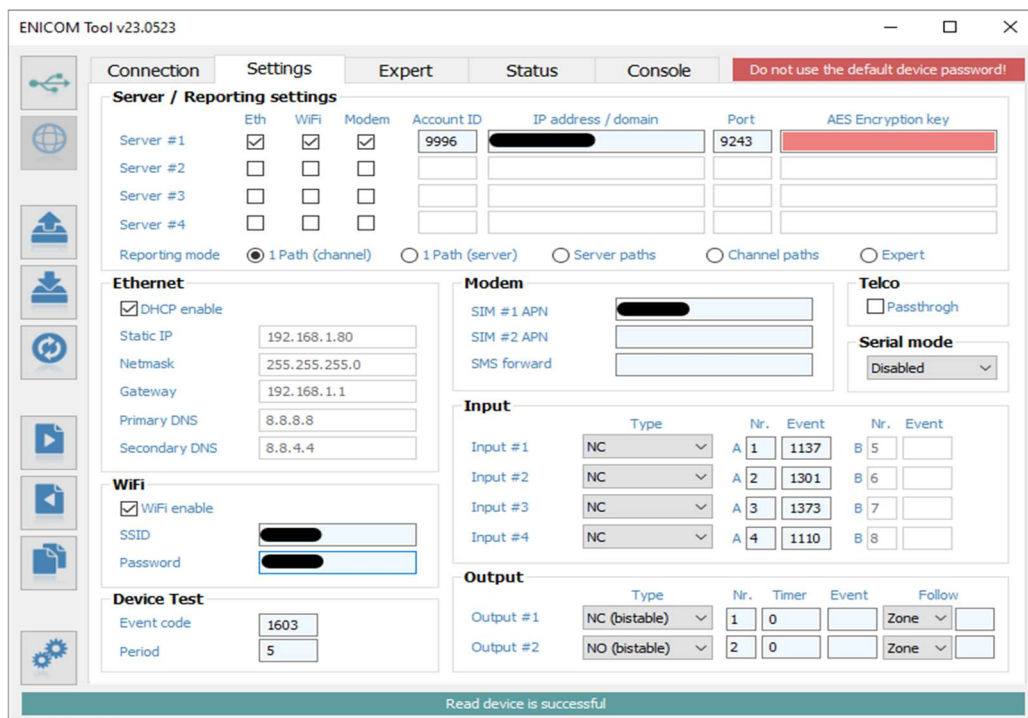 ENICOM Tool v23.0523
Connection Settings Expert Status Console Do not use the default device password!
Server / Reporting settings
Eth WiFi Modem Account ID IP address / domain Port AES Encryption key
Server #1 9996 9243
Server #2
Server #3
Server #4
Reporting mode 1 Path (channel) 1 Path (server) Server paths Channel paths Expert
Ethernet
DHCP enable
Static IP 192.168.1.80
Netmask 255.255.255.0
Gateway 192.168.1.1
Primary DNS 8.8.8.8
Secondary DNS 8.8.4.4
WiFi
WiFi enable
SSID
Password
Device Test
Event code 1603
Period 5
Modem
SIM #1 APN
SIM #2 APN
SMS forward
Telco
Passthrogh
Serial mode
Disabled
Input
Type Nr. Event Nr. Event
Input #1 NC A 1 1137 B 5
Input #2 NC A 2 1301 B 6
Input #3 NC A 3 1373 B 7
Input #4 NC A 4 1110 B 8
Output
Type Nr. Timer Event Follow
Output #1 NC (bistable) 1 0 Zone
Output #2 NO (bistable) 2 0 Zone
Read device is successful